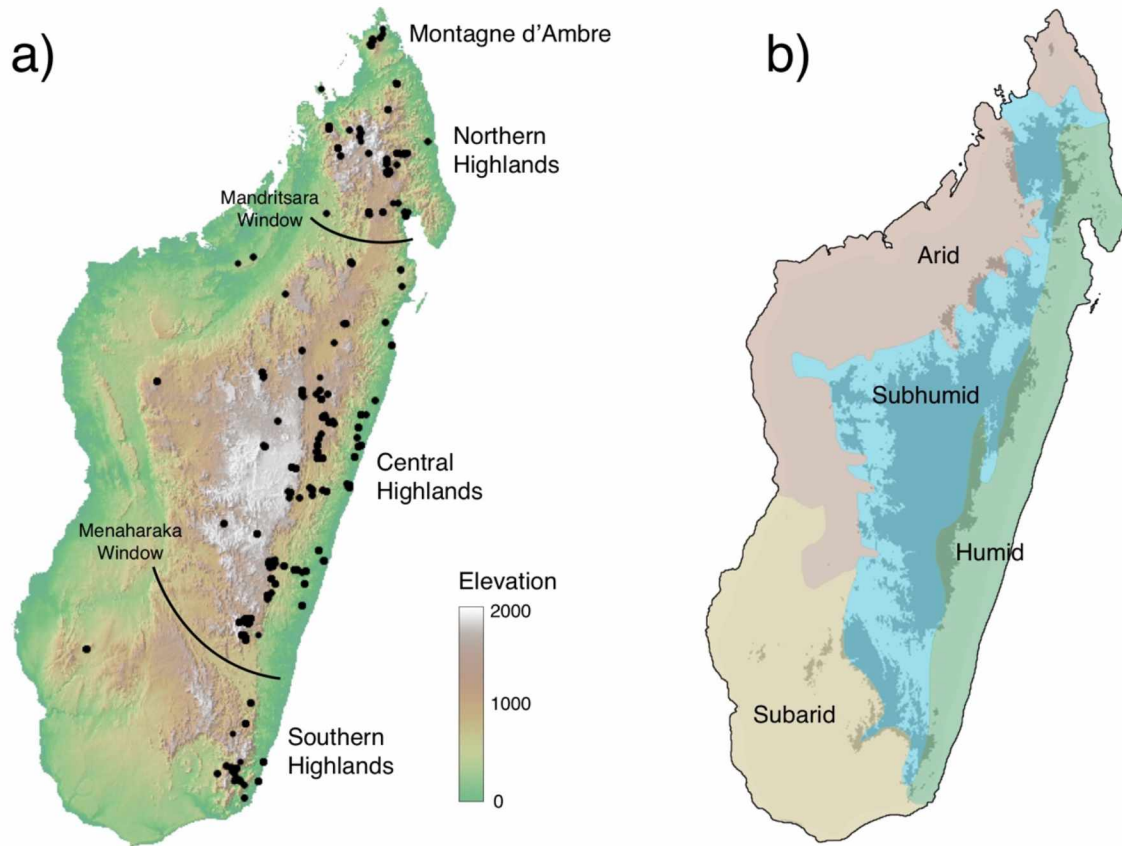 a)
Montagne d'Ambre
Northern
Highlands
Mandritsara
Window
Central
Highlands
Menaharaka
Window
Elevation
2000
1000
0
Southern
Highlands
b)
Arid
Subhumid
Humid
Subarid